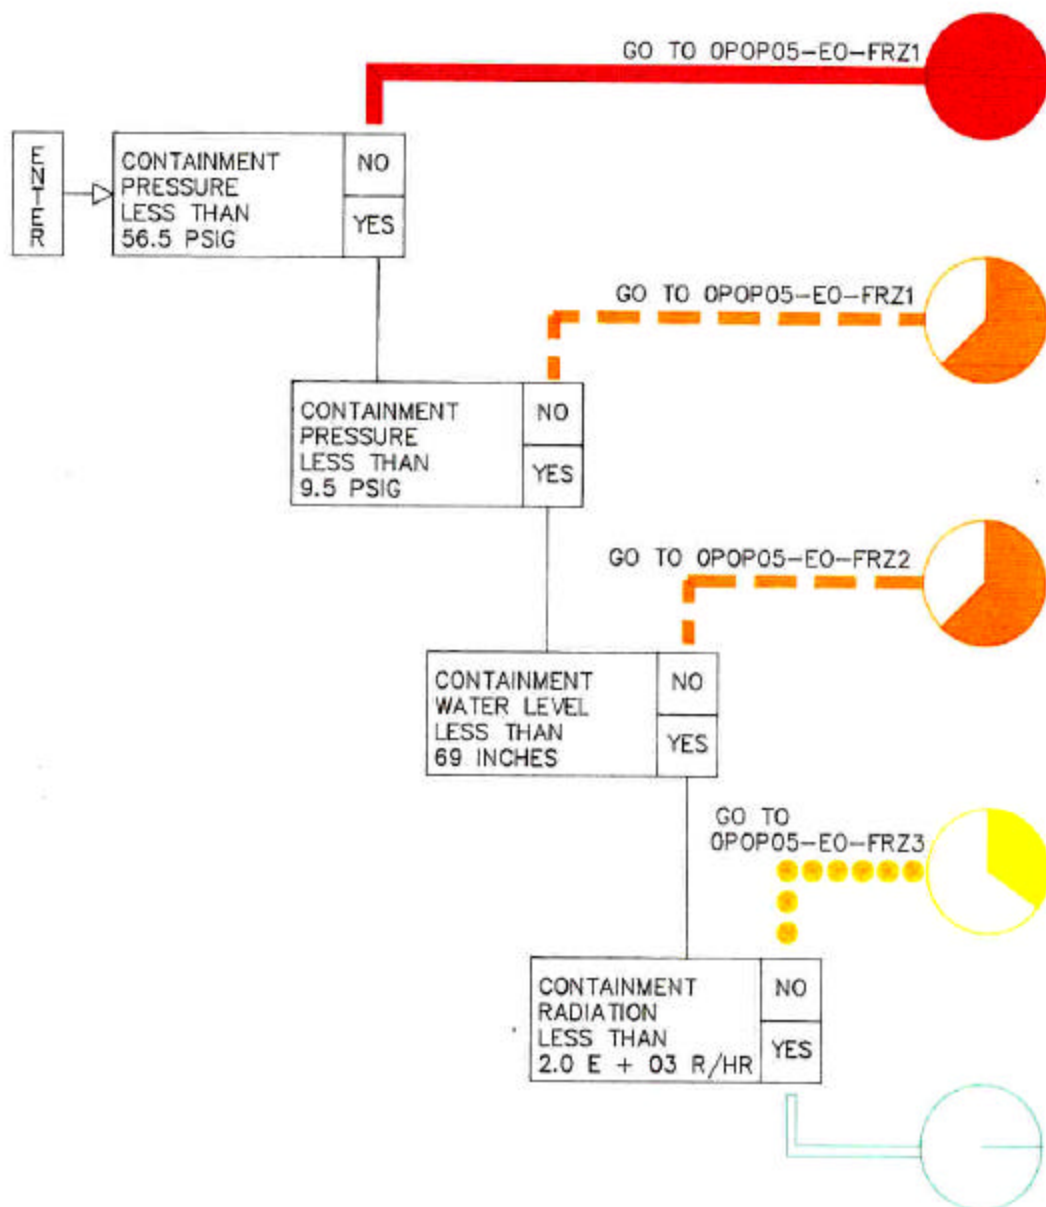 GO TO 0POP05-EO-FRZ1
ENTER
CONTAINMENT
PRESSURE
LESS THAN
56.5 PSIG
NO
YES
GO TO 0POP05-EO-FRZ1
CONTAINMENT
PRESSURE
LESS THAN
9.5 PSIG
NO
YES
GO TO 0POP05-EO-FRZ2
CONTAINMENT
WATER LEVEL
LESS THAN
69 INCHES
NO
YES
GO TO
0POP05-EO-FRZ3
CONTAINMENT
RADIATION
LESS THAN
2.0 E + 03 R/HR
NO
YES